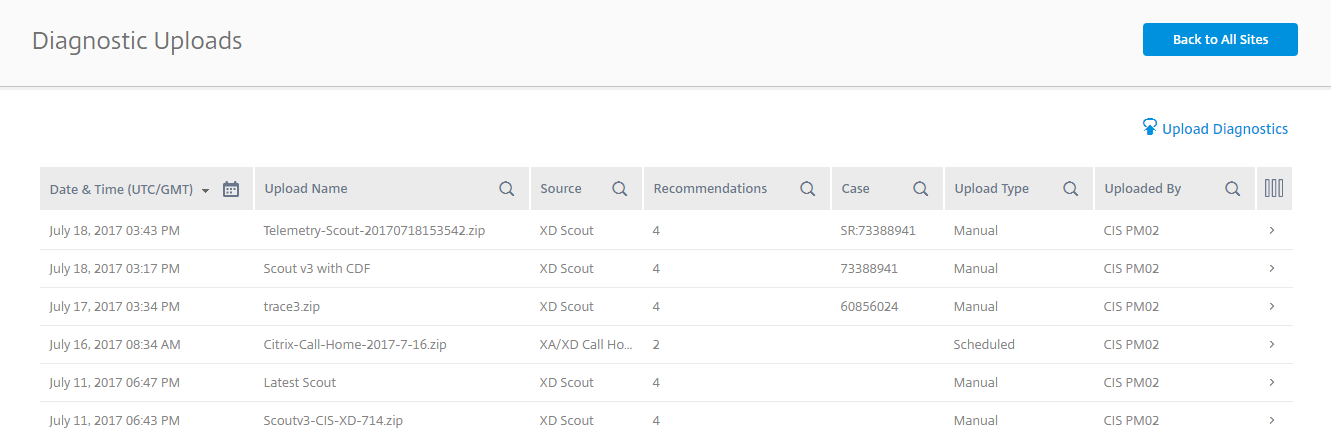 Diagnostic Uploads
Back to All Sites
Upload Diagnostics
Date & Time (UTC/GMT) Upload Name Source Recommendations Case Upload Type Uploaded By
July 18, 2017 03:43 PM Telemetry-Scout-20170718153542.zip XD Scout 4 SR:73388941 Manual CIS PM02
July 18, 2017 03:17 PM Scout v3 with CDF XD Scout 4 73388941 Manual CIS PM02
July 17, 2017 03:34 PM trace3.zip XD Scout 4 60856024 Manual CIS PM02
July 16, 2017 08:34 AM Citrix-Call-Home-2017-7-16.zip XA/XD Call Ho... 2 Scheduled CIS PM02
July 11, 2017 06:47 PM Latest Scout XD Scout 4 Manual CIS PM02
July 11, 2017 06:43 PM Scoutv3-CIS-XD-714.zip XD Scout 4 Manual CIS PM02